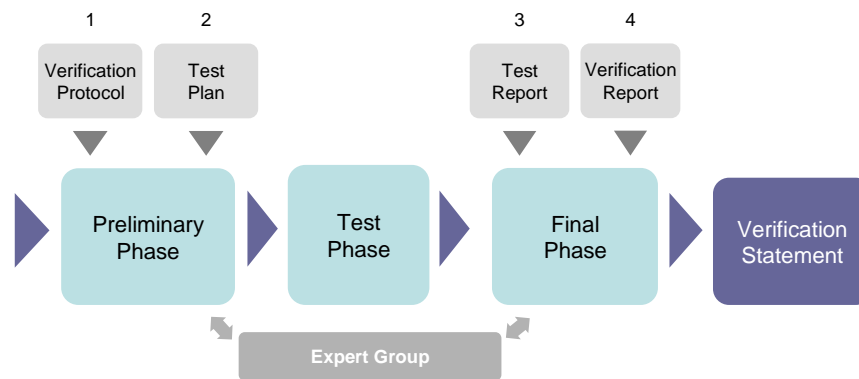 1
2
3
4
Verification
Protocol
Test
Plan
Test
Report
Verification
Report
Preliminary
Phase
Test
Phase
Final
Phase
Verification
Statement
Expert Group